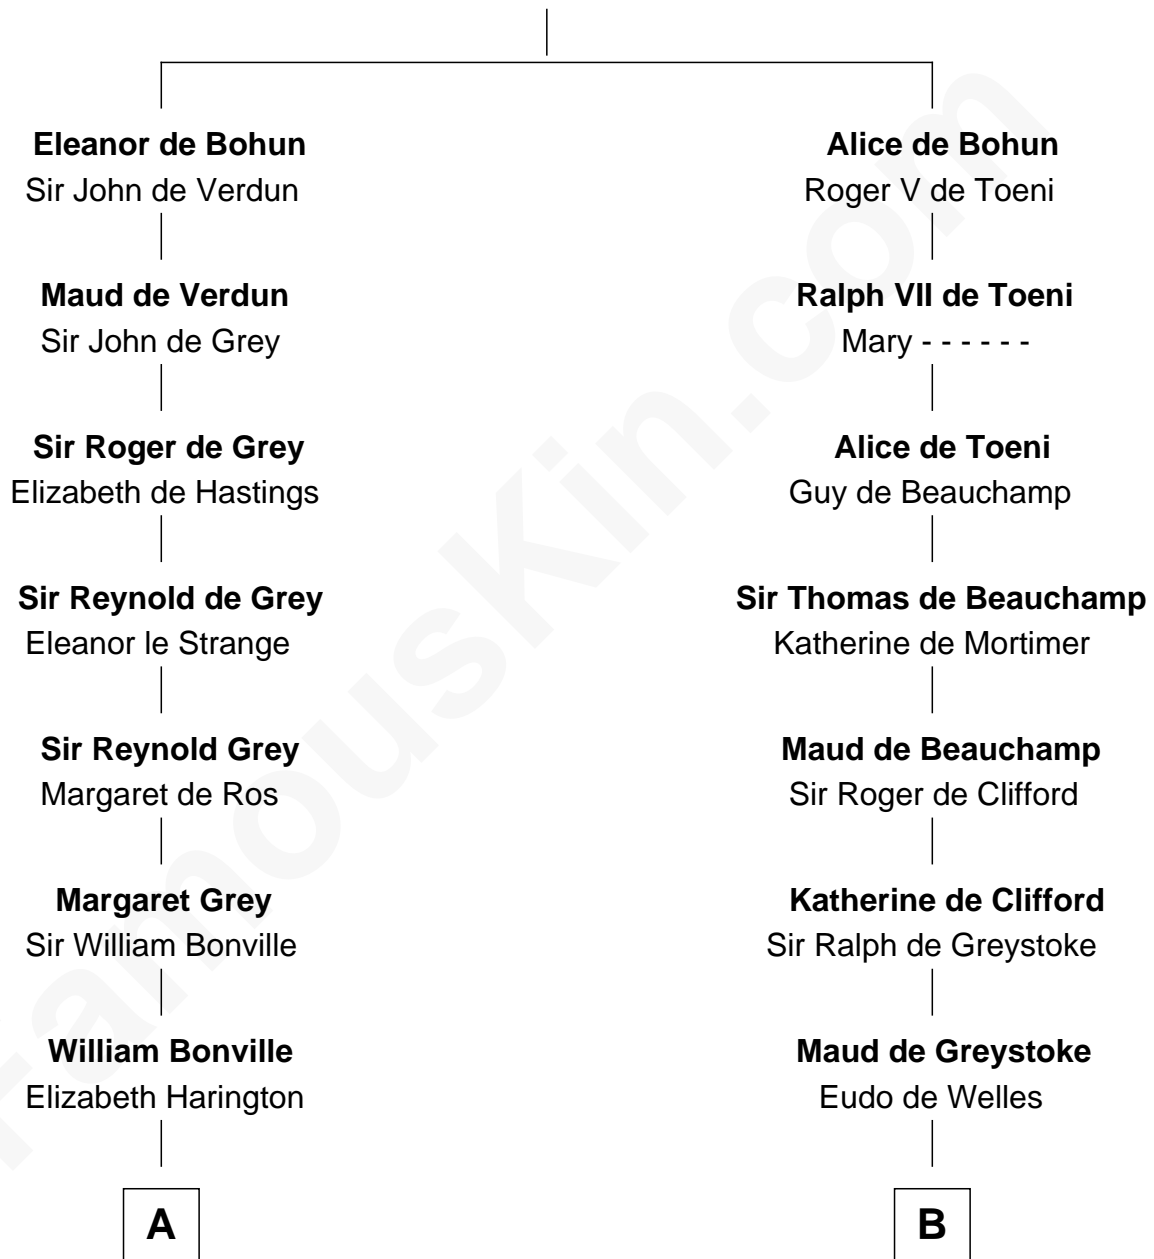 Eleanor de Bohun
Sir John de Verdun
Maud de Verdun
Sir John de Grey
Sir Roger de Grey
Elizabeth de Hastings
Sir Reynold de Grey
Eleanor le Strange
Sir Reynold Grey
Margaret de Ros
Margaret Grey
Sir William Bonville
William Bonville
Elizabeth Harington
A
Alice de Bohun
Roger V de Toeni
Ralph VII de Toeni
Mary - - - - - -
Alice de Toeni
Guy de Beauchamp
Sir Thomas de Beauchamp
Katherine de Mortimer
Maud de Beauchamp
Sir Roger de Clifford
Katherine de Clifford
Sir Ralph de Greystoke
Maud de Greystoke
Eudo de Welles
B
FamousKin.com